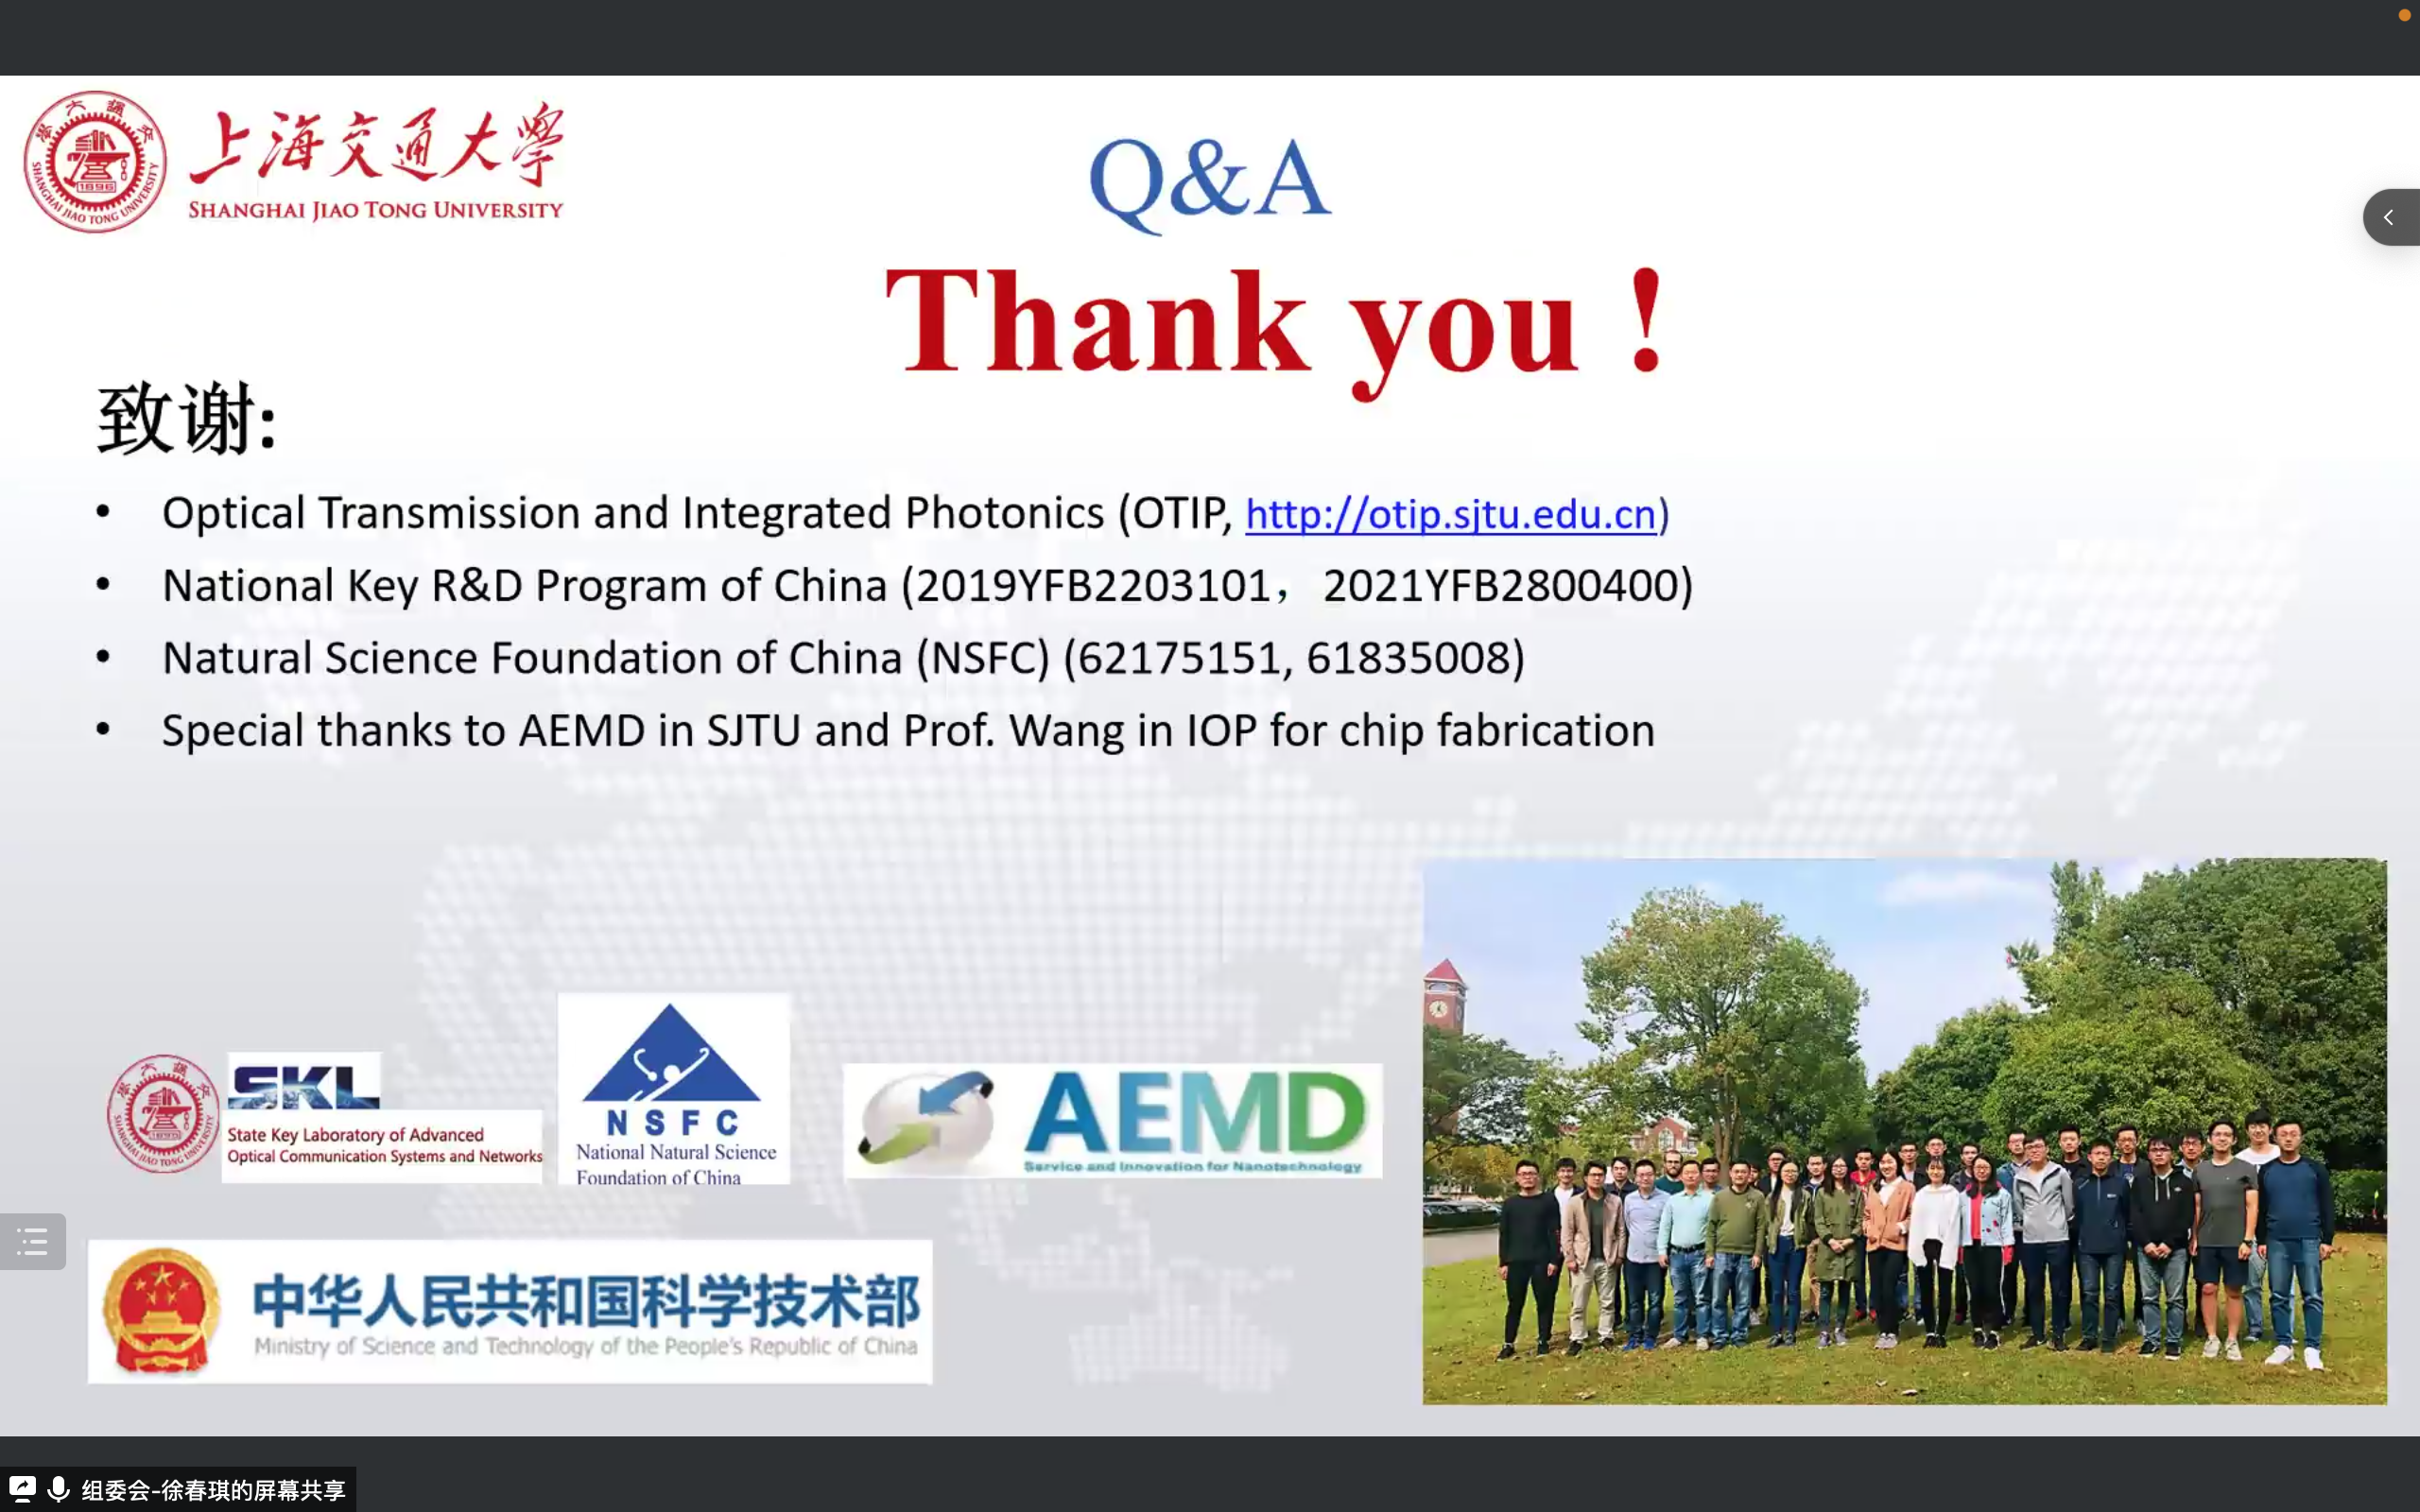 上海交通大學
SHANGHAI JIAO TONG UNIVERSITY
SHANGHAI JIAO TONG UNIVERSITY
1896
Q&A
Thank you !
致谢:
• Optical Transmission and Integrated Photonics (OTIP, http://otip.sjtu.edu.cn)
• National Key R&D Program of China (2019YFB2203101，2021YFB2800400)
• Natural Science Foundation of China (NSFC) (62175151, 61835008)
• Special thanks to AEMD in SJTU and Prof. Wang in IOP for chip fabrication
SKL
State Key Laboratory of Advanced
Optical Communication Systems and Networks
NSFC
National Natural Science
Foundation of China
AEMD
Service and Innovation for Nanotechnology
中华人民共和国科学技术部
Ministry of Science and Technology of the People's Republic of China
组委会-徐春琪的屏幕共享